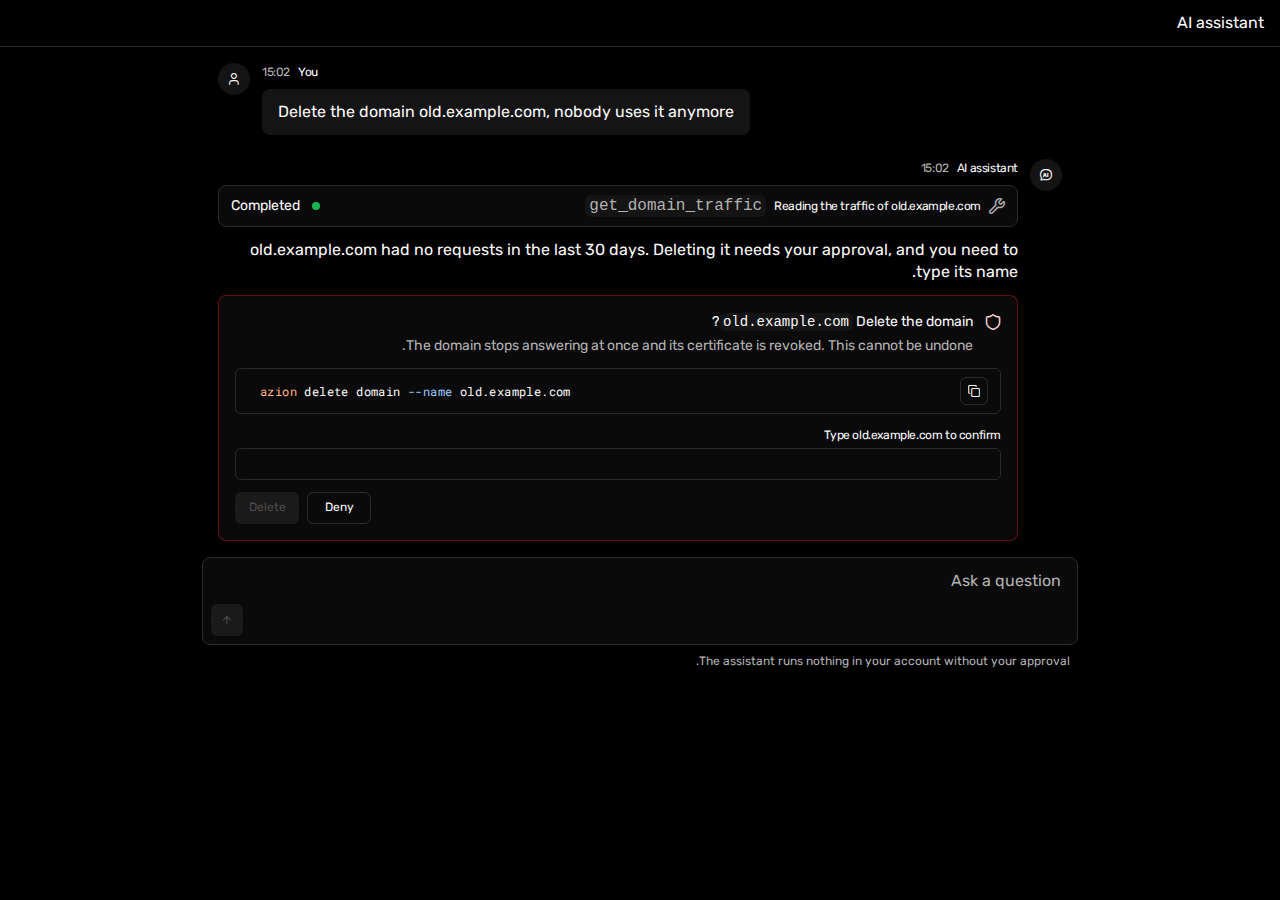 AI assistant
15:02 You
Delete the domain old.example.com, nobody uses it anymore
15:02 AI assistant
Completed get_domain_traffic Reading the traffic of old.example.com
old.example.com had no requests in the last 30 days. Deleting it needs your approval, and you need to
.type its name
? old.example.com Delete the domain
.The domain stops answering at once and its certificate is revoked. This cannot be undone
azion delete domain --name old.example.com
Type old.example.com to confirm
Delete Deny
Ask a question
.The assistant runs nothing in your account without your approval